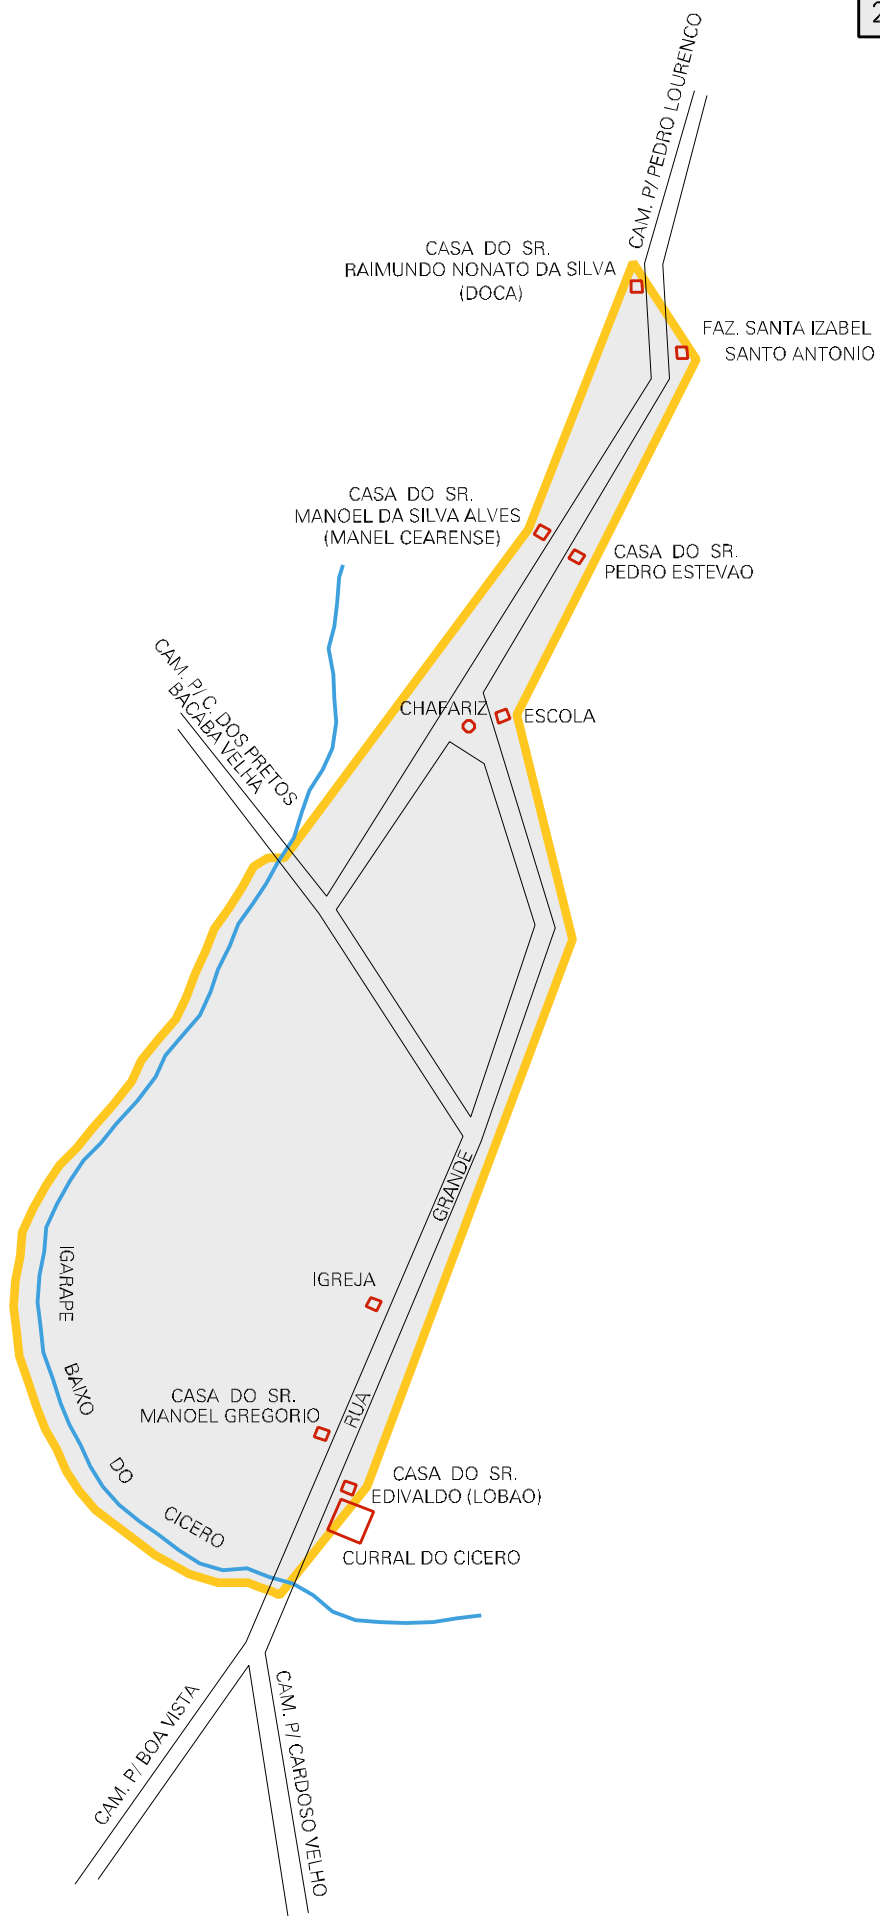 2
CAM. P/ PEDRO LOURENCO
CASA DO SR.
RAIMUNDO NONATO DA SILVA
(DOCA)
FAZ. SANTA IZABEL
SANTO ANTONIO
CASA DO SR.
MANOEL DA SILVA ALVES
(MANEL CEARENSE)
CASA DO SR.
PEDRO ESTEVAO
CAM. P/ C. DOS PRETOS
BACABA VELHA
CHAFARIZ
ESCOLA
GRANDE
IGARAPE
IGREJA
BAIXO
CASA DO SR.
MANOEL GREGORIO
RUA
DO
CASA DO SR.
EDIVALDO (LOBAO)
CICERO
CURRAL DO CICERO
CAM. P/ BOA VISTA
CAM. P/ CARDOSO VELHO